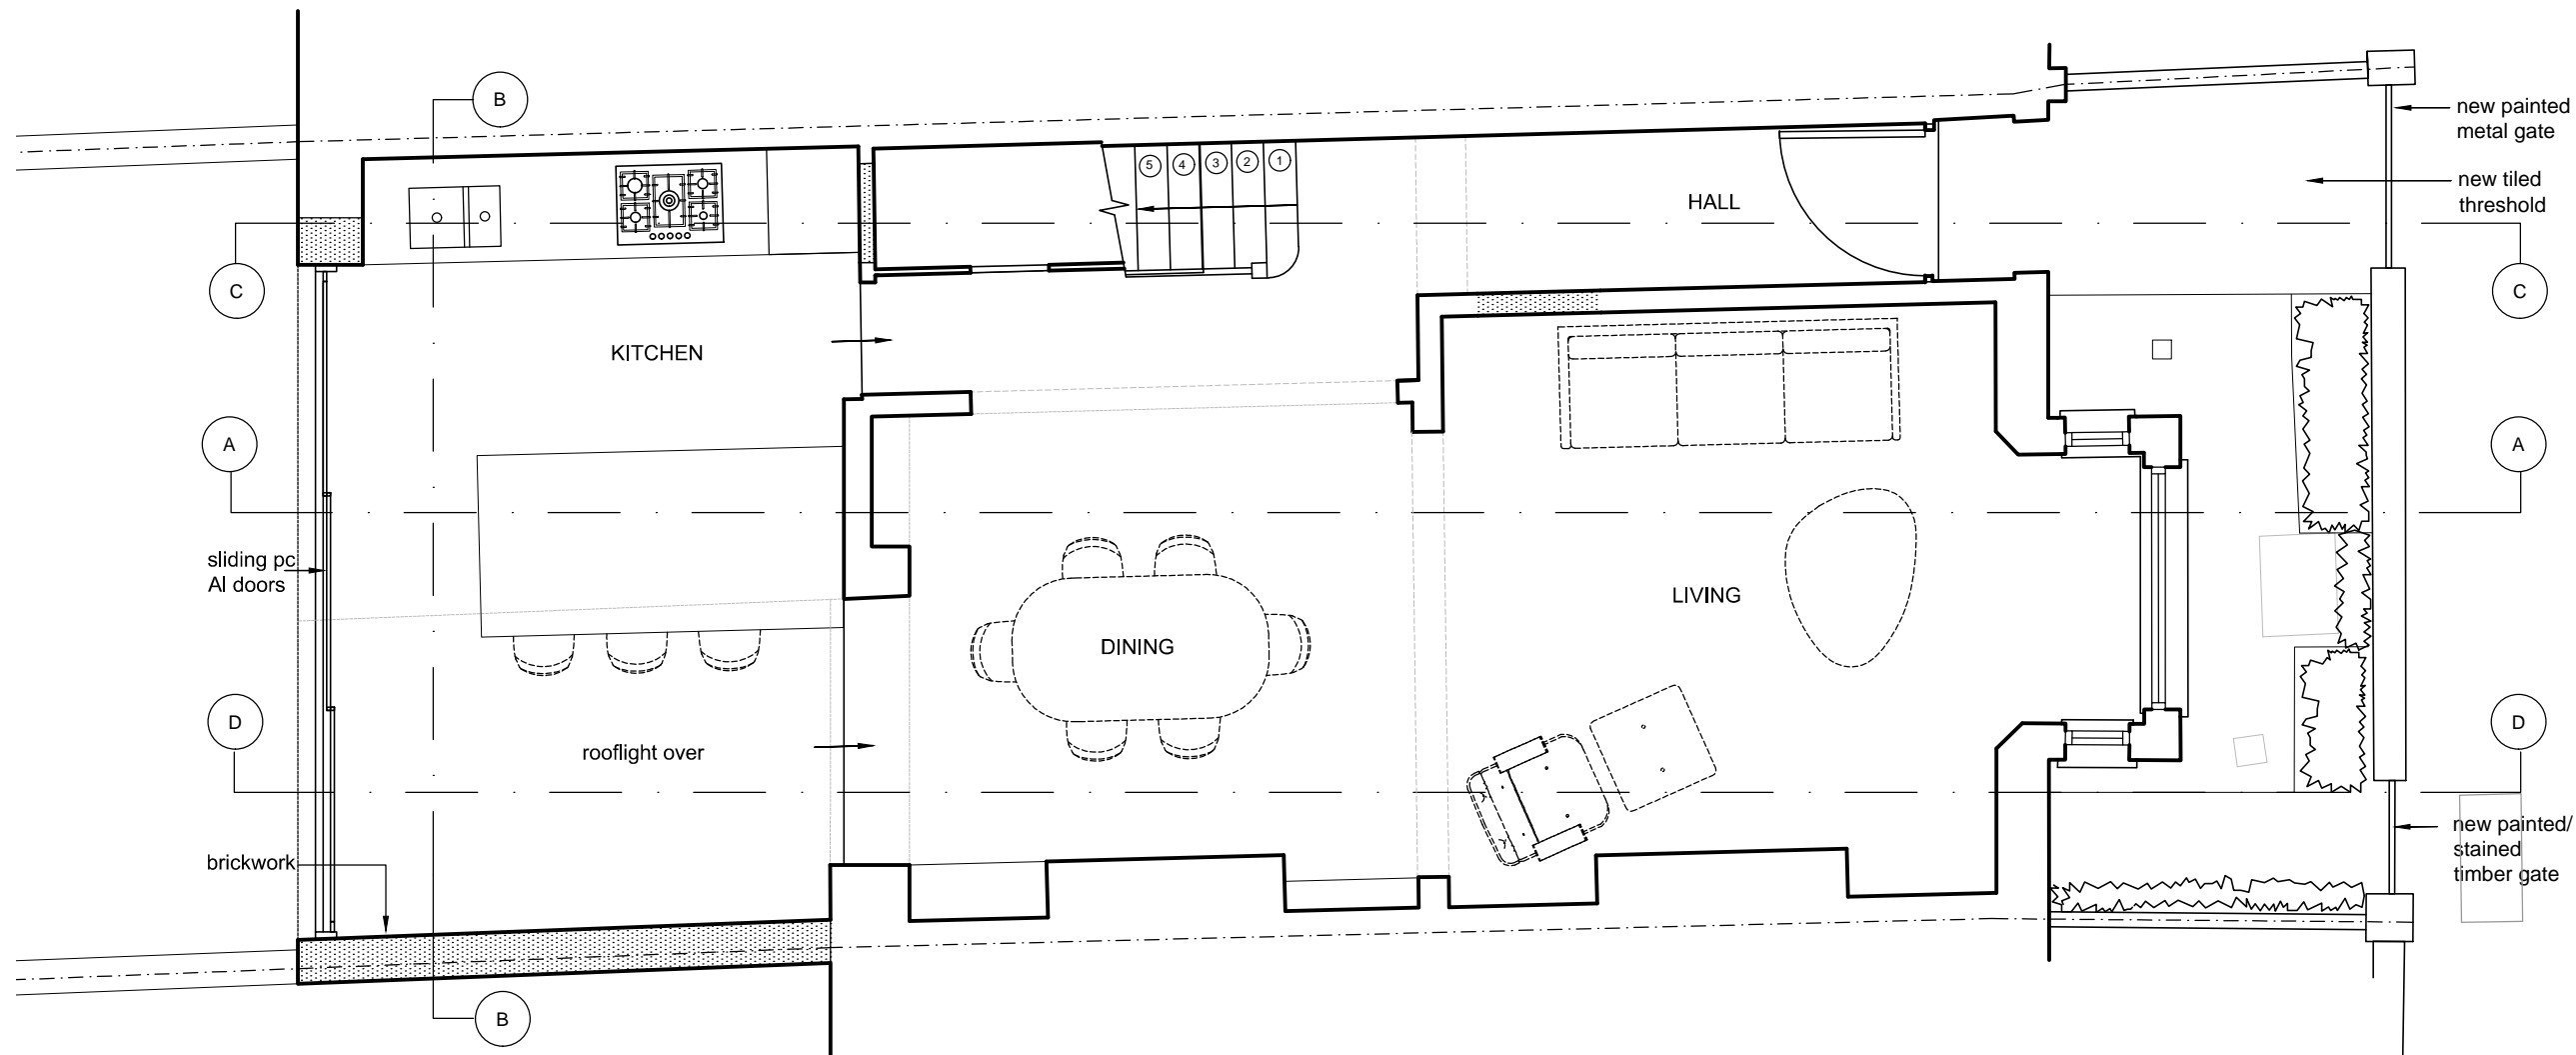 B
new painted
metal gate
5
4
3
2
1
new tiled
threshold
HALL
C
C
KITCHEN
A
A
sliding pc
Al doors
LIVING
DINING
D
D
rooflight over
new painted/
stained
timber gate
brickwork
B